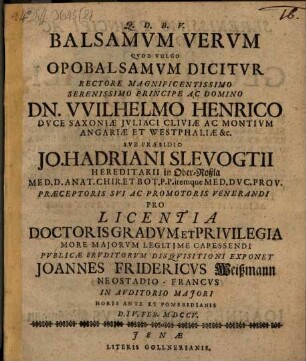 Q. D. B. V.
BALSAMVM VERVM
QVOD VULGO
OPOBALSAMVM DICITVR
RECTORE MAGNIFICENTISSIMO
SERENISSIMO PRINCIPE AC DOMINO
DN. VVILHELMO HENRICO
DVCE SAXONIÆ JVLIACI CLIVIÆ AC MONTIVM
ANGARIÆ ET WESTPHALIÆ &c.
SVB PRÆSIDIO
JO. HADRIANI SLEVOGTII
HEREDITARII in Ober-Roßla
MED. D. ANAT. CHIR. ET BOT. P. P. itemque MED. DVC. PROV.
PRÆCEPTORIS SVI AC PROMOTORIS VENERANDI
PRO
LICENTIA
DOCTORIS GRADVM ET PRIVILEGIA
MORE MAJORVM LEGITIME CAPESSENDI
PVBLICÆ ERVDITORVM DISQVISITIONI EXPONET
JOANNES FRIDERICVS Weißmann
NEOSTADIO - FRANCVS
IN AVDITORIO MAJORI
HORIS ANTE ET POMERIDIANIS
D. IV. FEB. MDCCV.
JENÆ
LITERIS GOLLNERIANIS.